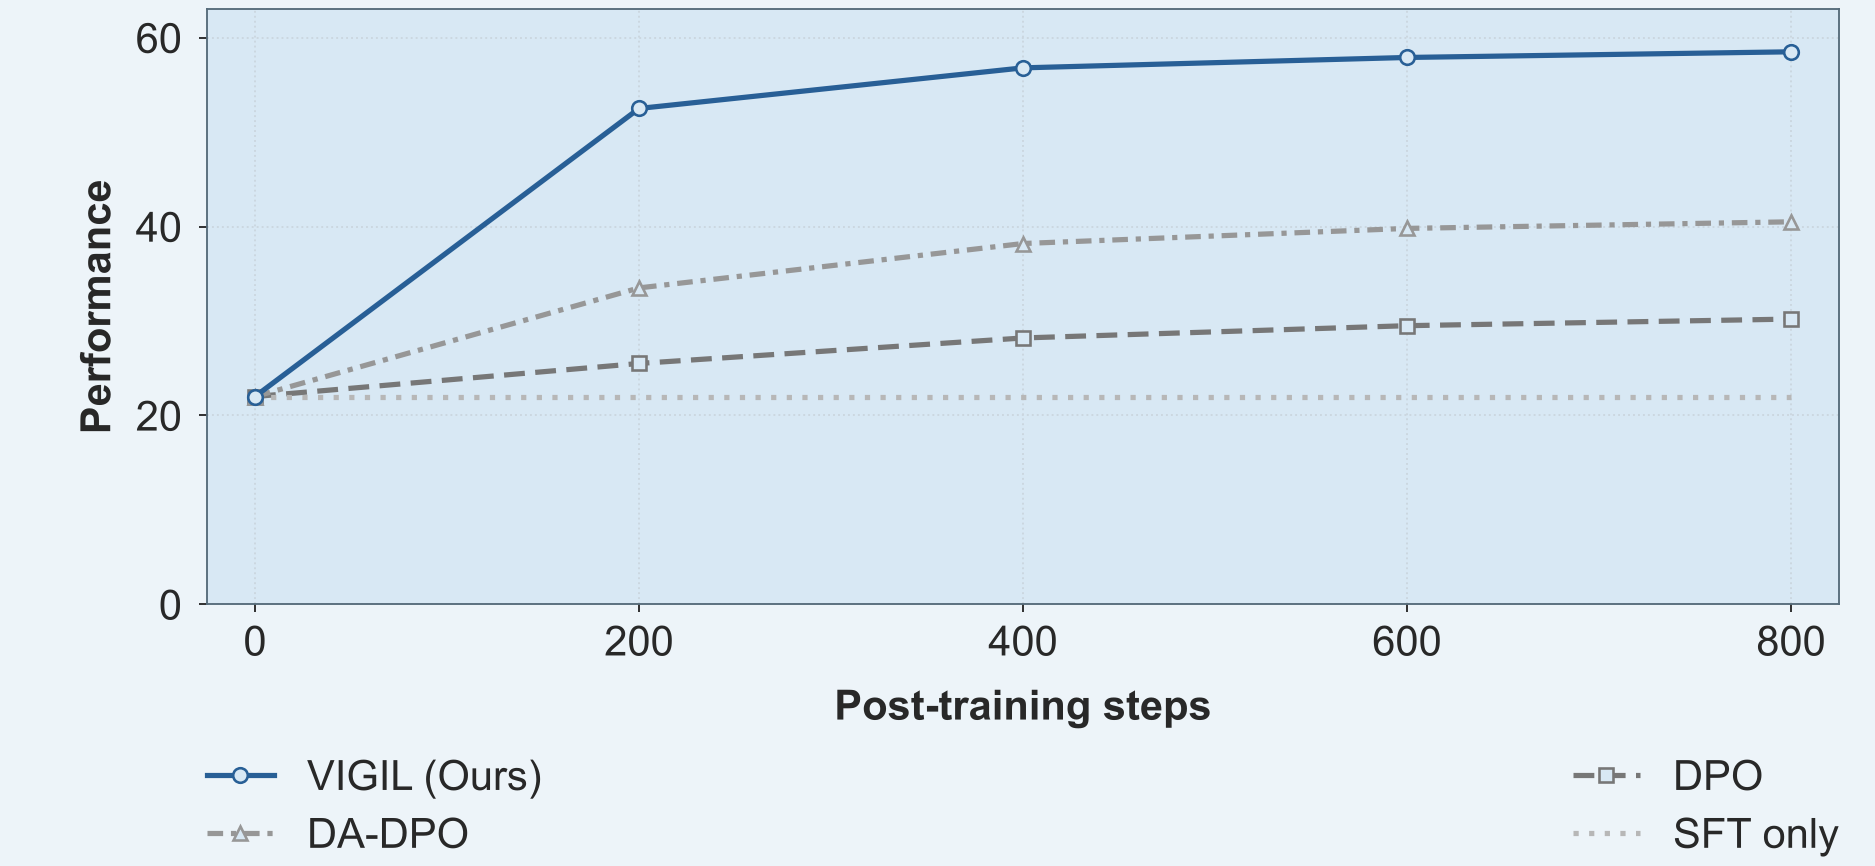 60
40
20
0
Performance
0 200 400 600 800
Post-training steps
VIGIL (Ours)
DA-DPO
DPO
SFT only